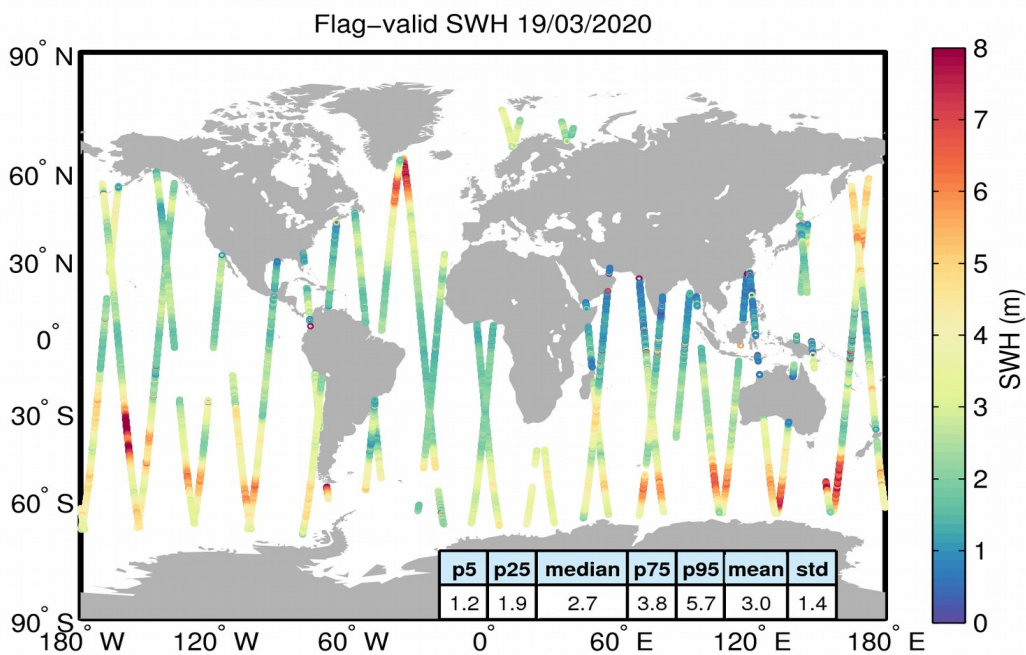 Flag–valid SWH 19/03/2020
90° N
60° N
30° N
0°
30° S
60° S
90° S
180° W
120° W
60° W
0°
60° E
120° E
180° E
p5 p25 median p75 p95 mean std
1.2 1.9 2.7 3.8 5.7 3.0 1.4
8
7
6
5
4
3
2
1
0
SWH (m)